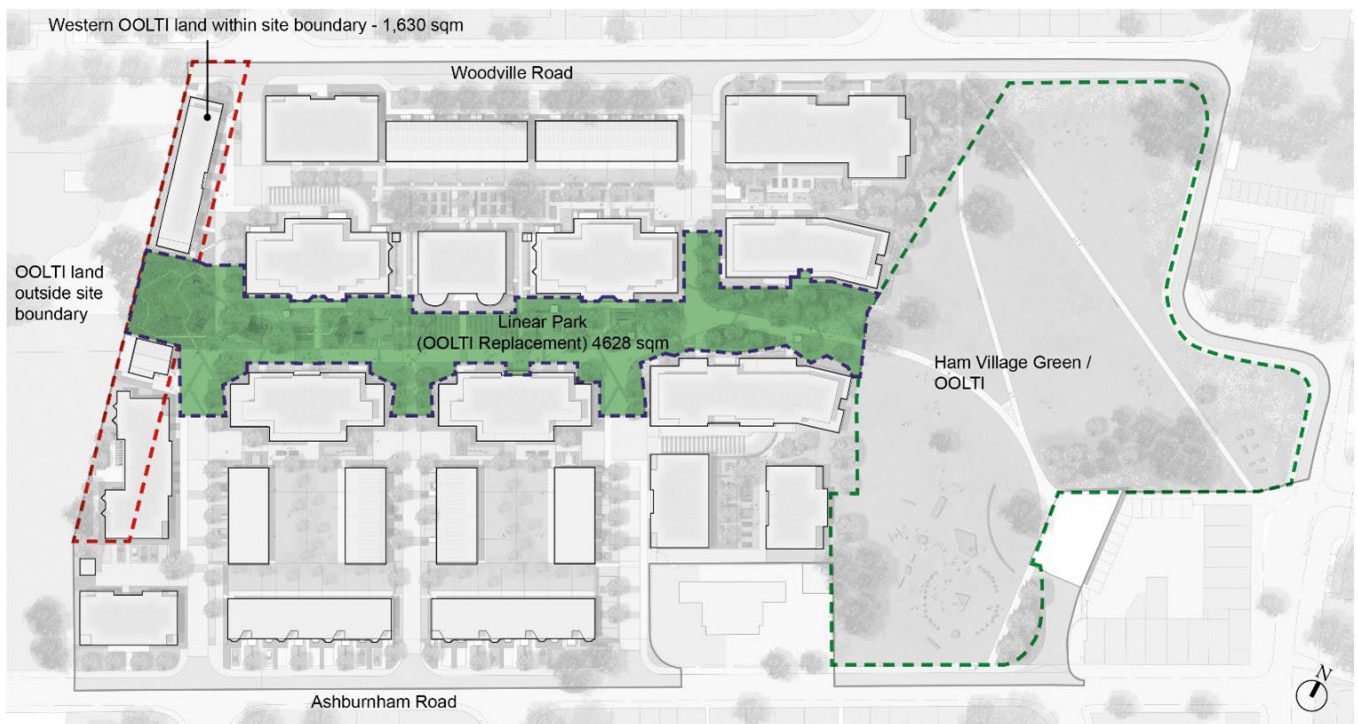 Western OOLTI land within site boundary - 1,630 sqm
Woodville Road
OOLTI land
outside site
boundary
Linear Park
(OOLTI Replacement) 4628 sqm
Ham Village Green /
OOLTI
Ashburnham Road
N